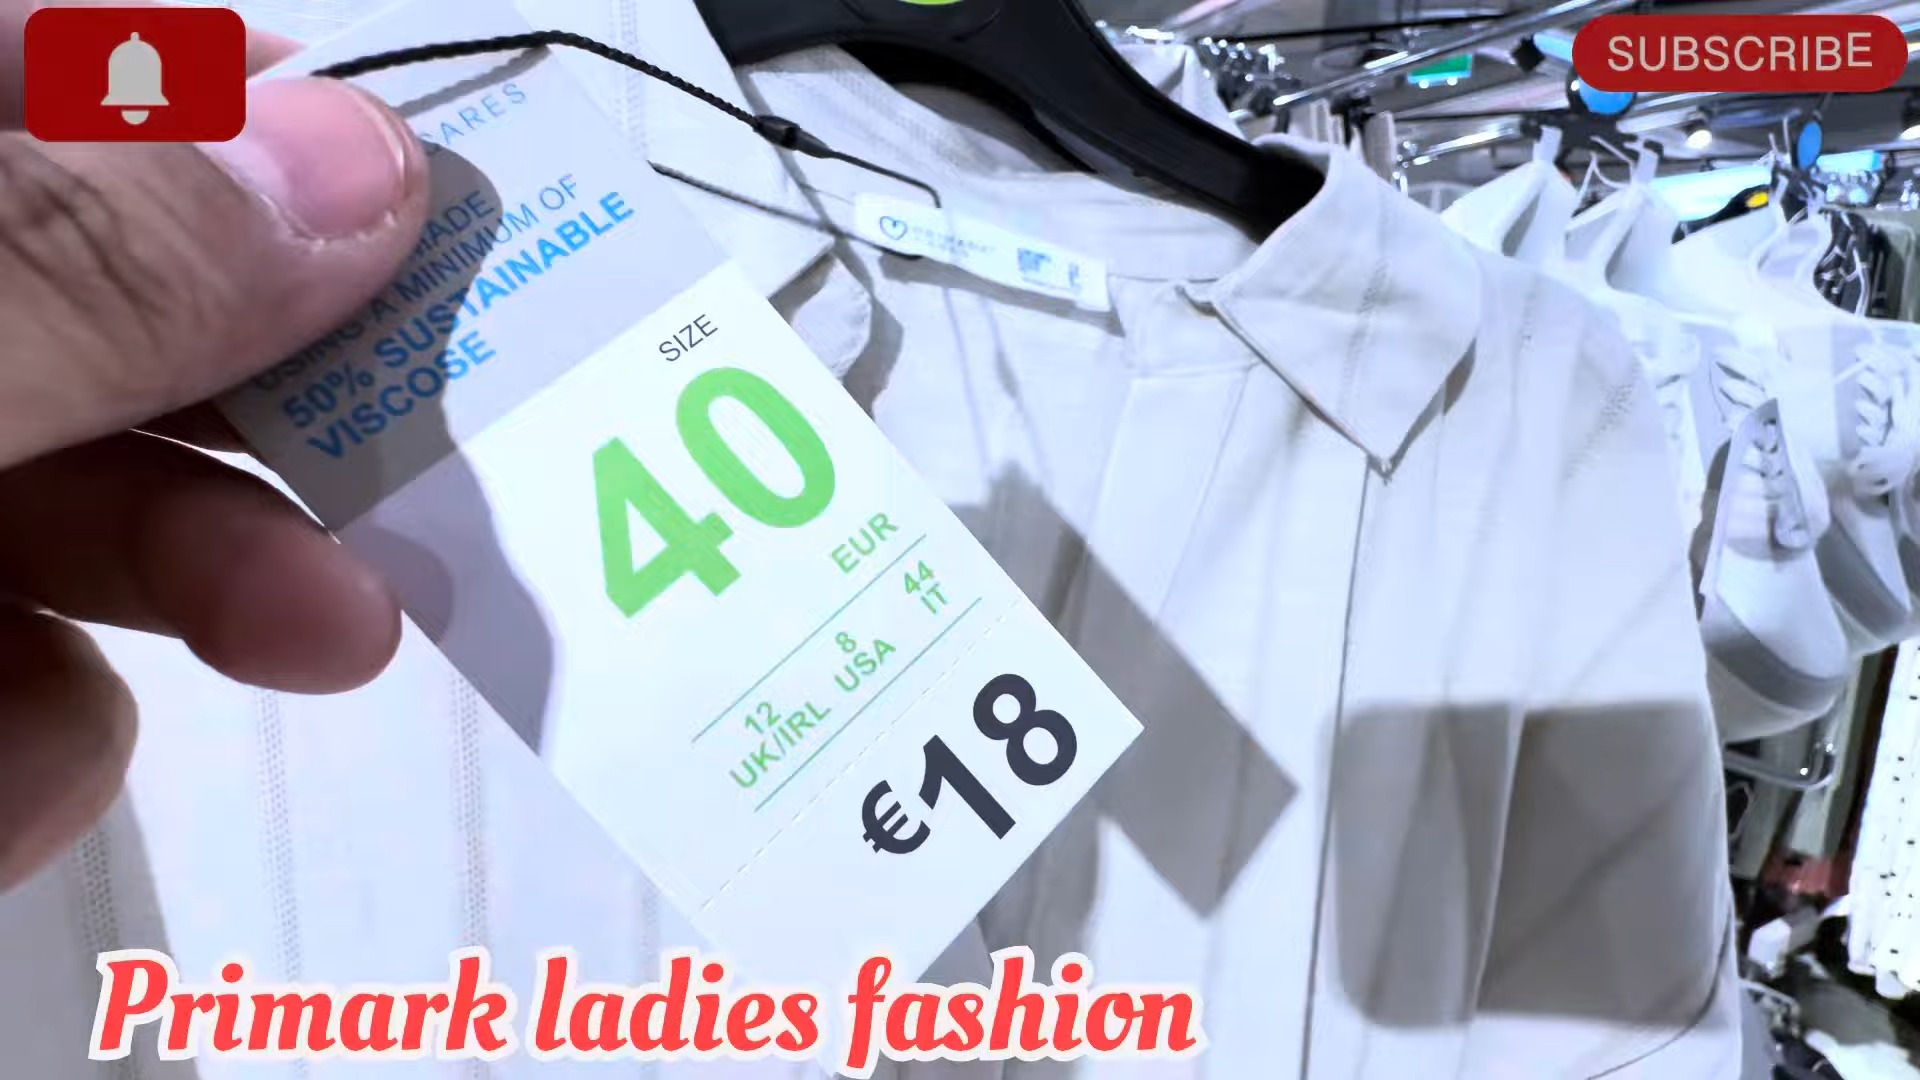 SUBSCRIBE
CARES
MADE
USING A MINIMUM OF
50% SUSTAINABLE
VISCOSE
SIZE
40
EUR
12 8 44
UK/IRL USA IT
€18
Primark ladies fashion